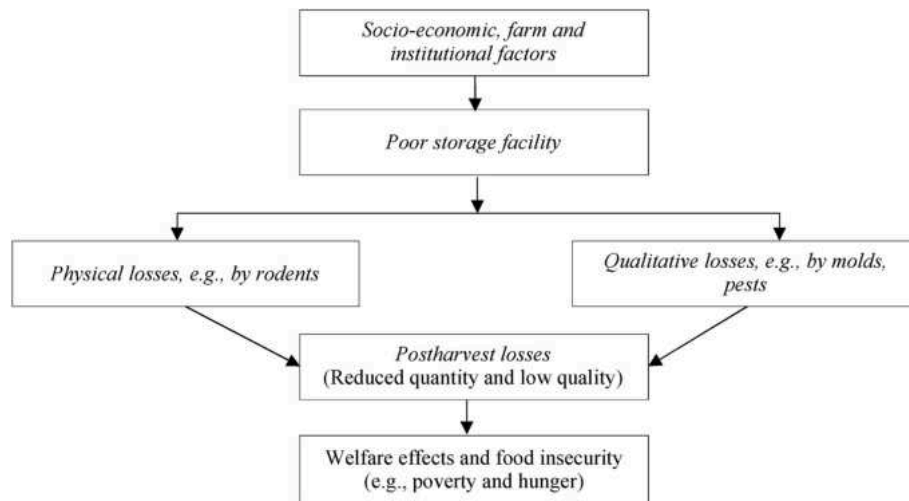 Socio-economic, farm and
institutional factors
Poor storage facility
Physical losses, e.g., by rodents
Qualitative losses, e.g., by molds,
pests
Postharvest losses
(Reduced quantity and low quality)
Welfare effects and food insecurity
(e.g., poverty and hunger)